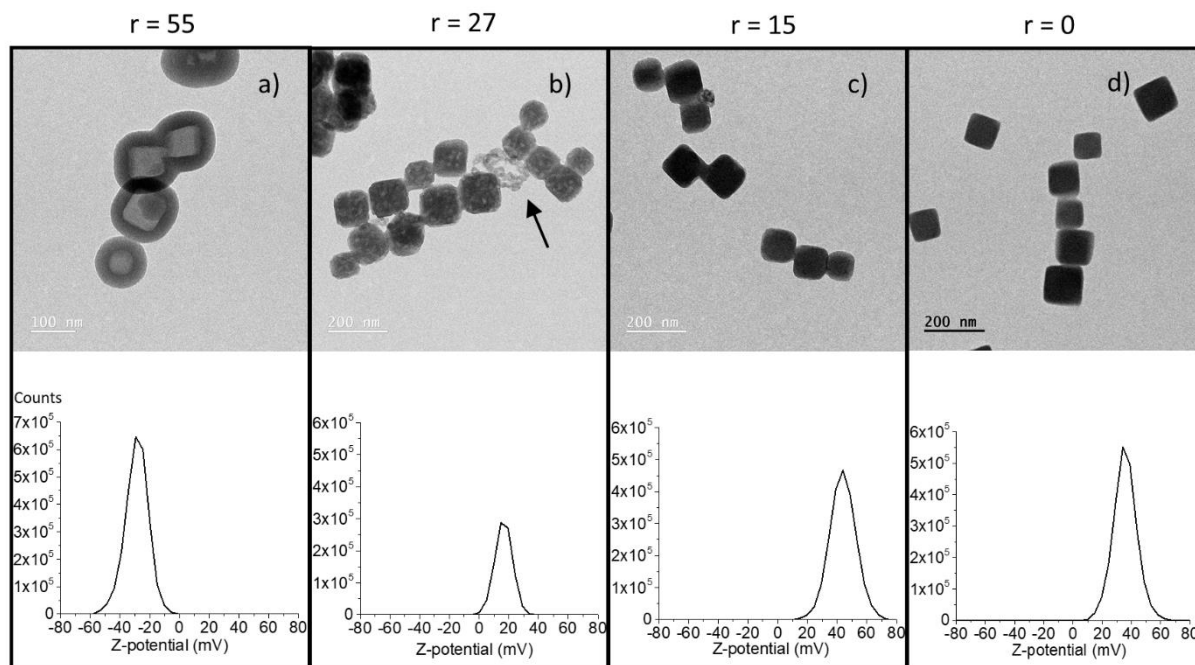 r = 55
r = 27
r = 15
r = 0
a)
b)
c)
d)
100 nm
200 nm
200 nm
200 nm
Counts
7x10⁵
6x10⁵
5x10⁵
4x10⁵
3x10⁵
2x10⁵
1x10⁵
0
-80 -60 -40 -20 0 20 40 60 80
Z-potential (mV)
6x10⁵
5x10⁵
4x10⁵
3x10⁵
2x10⁵
1x10⁵
0
-80 -60 -40 -20 0 20 40 60 80
Z-potential (mV)
6x10⁵
5x10⁵
4x10⁵
3x10⁵
2x10⁵
1x10⁵
0
-80 -60 -40 -20 0 20 40 60 80
Z-potential (mV)
6x10⁵
5x10⁵
4x10⁵
3x10⁵
2x10⁵
1x10⁵
0
-80 -60 -40 -20 0 20 40 60 80
Z-potential (mV)